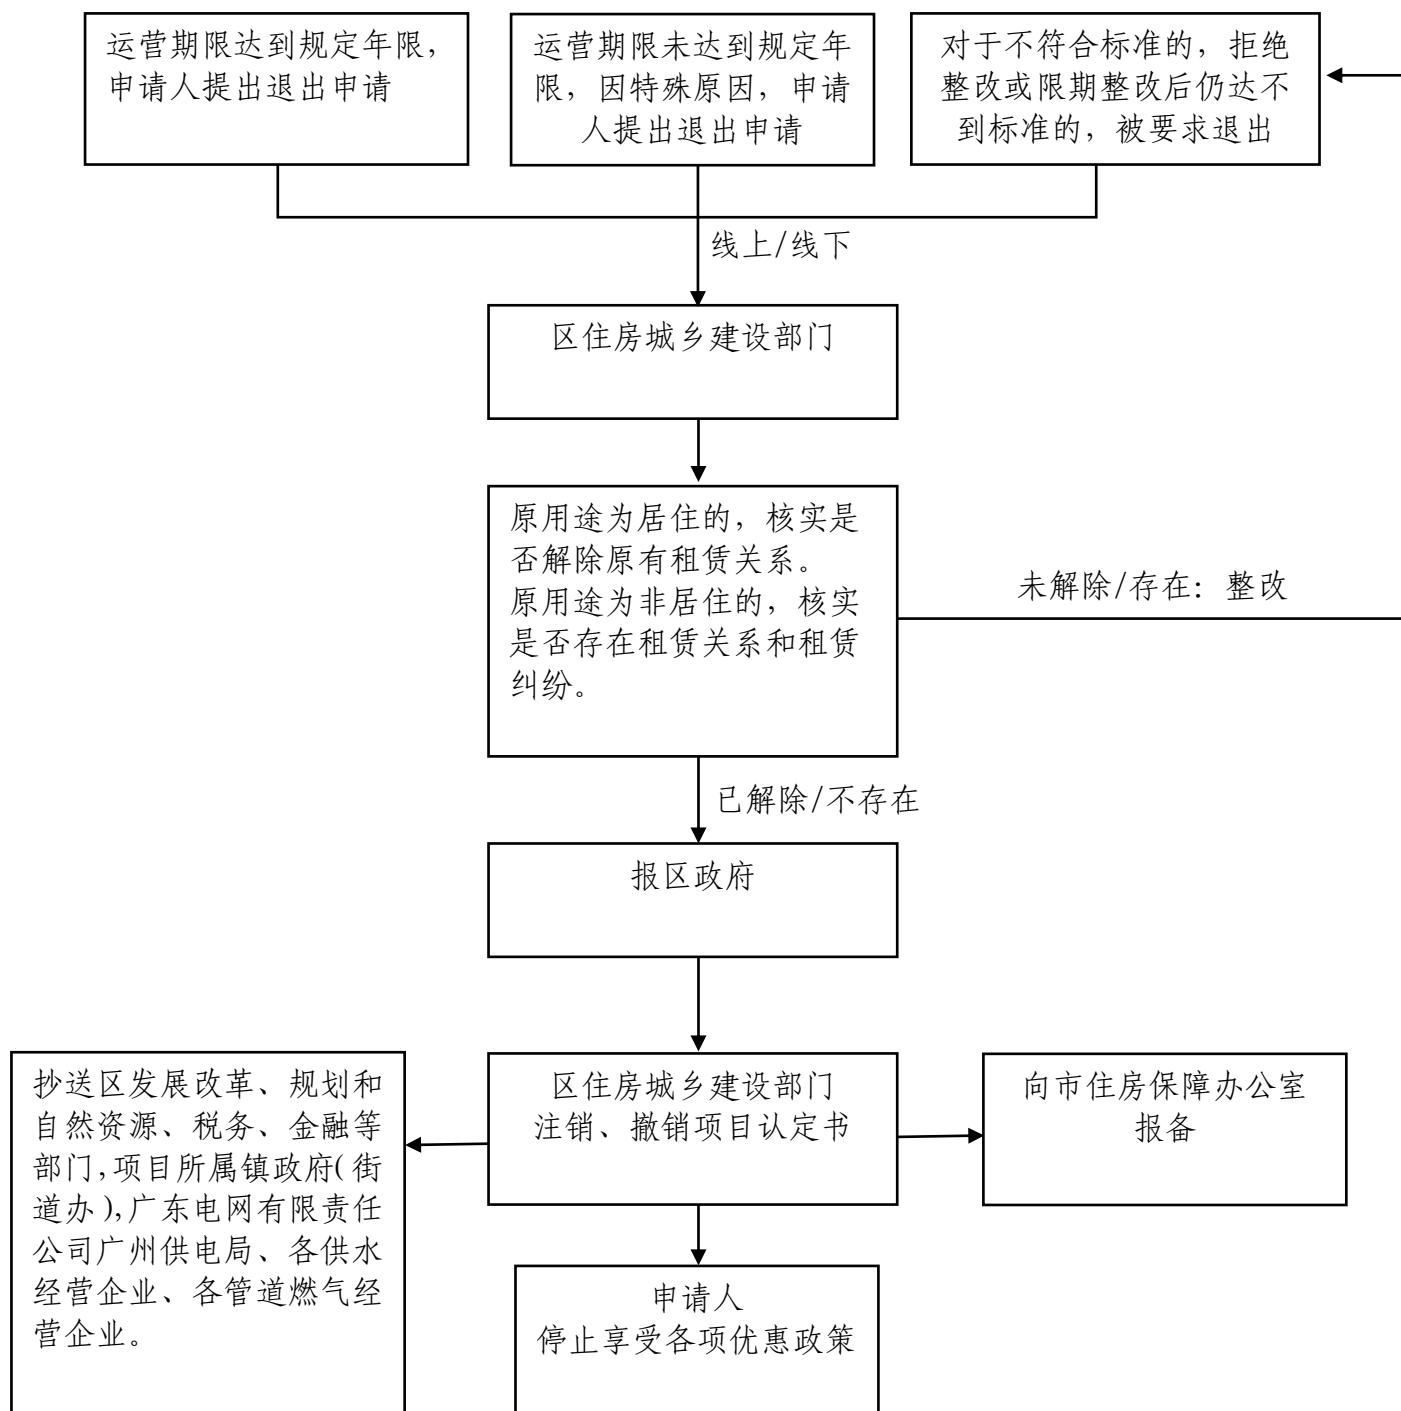 运营期限达到规定年限，
申请人提出退出申请
运营期限未达到规定年
限，因特殊原因，申请
人提出退出申请
对于不符合标准的，拒绝
整改或限期整改后仍达不
到标准的，被要求退出
线上/线下
区住房城乡建设部门
原用途为居住的，核实是
否解除原有租赁关系。
原用途为非居住的，核实
是否存在租赁关系和租赁
纠纷。
未解除/存在：整改
已解除/不存在
报区政府
抄送区发展改革、规划和
自然资源、税务、金融等
部门,项目所属镇政府(街
道办),广东电网有限责任
公司广州供电局、各供水
经营企业、各管道燃气经
营企业。
区住房城乡建设部门
注销、撤销项目认定书
向市住房保障办公室
报备
申请人
停止享受各项优惠政策